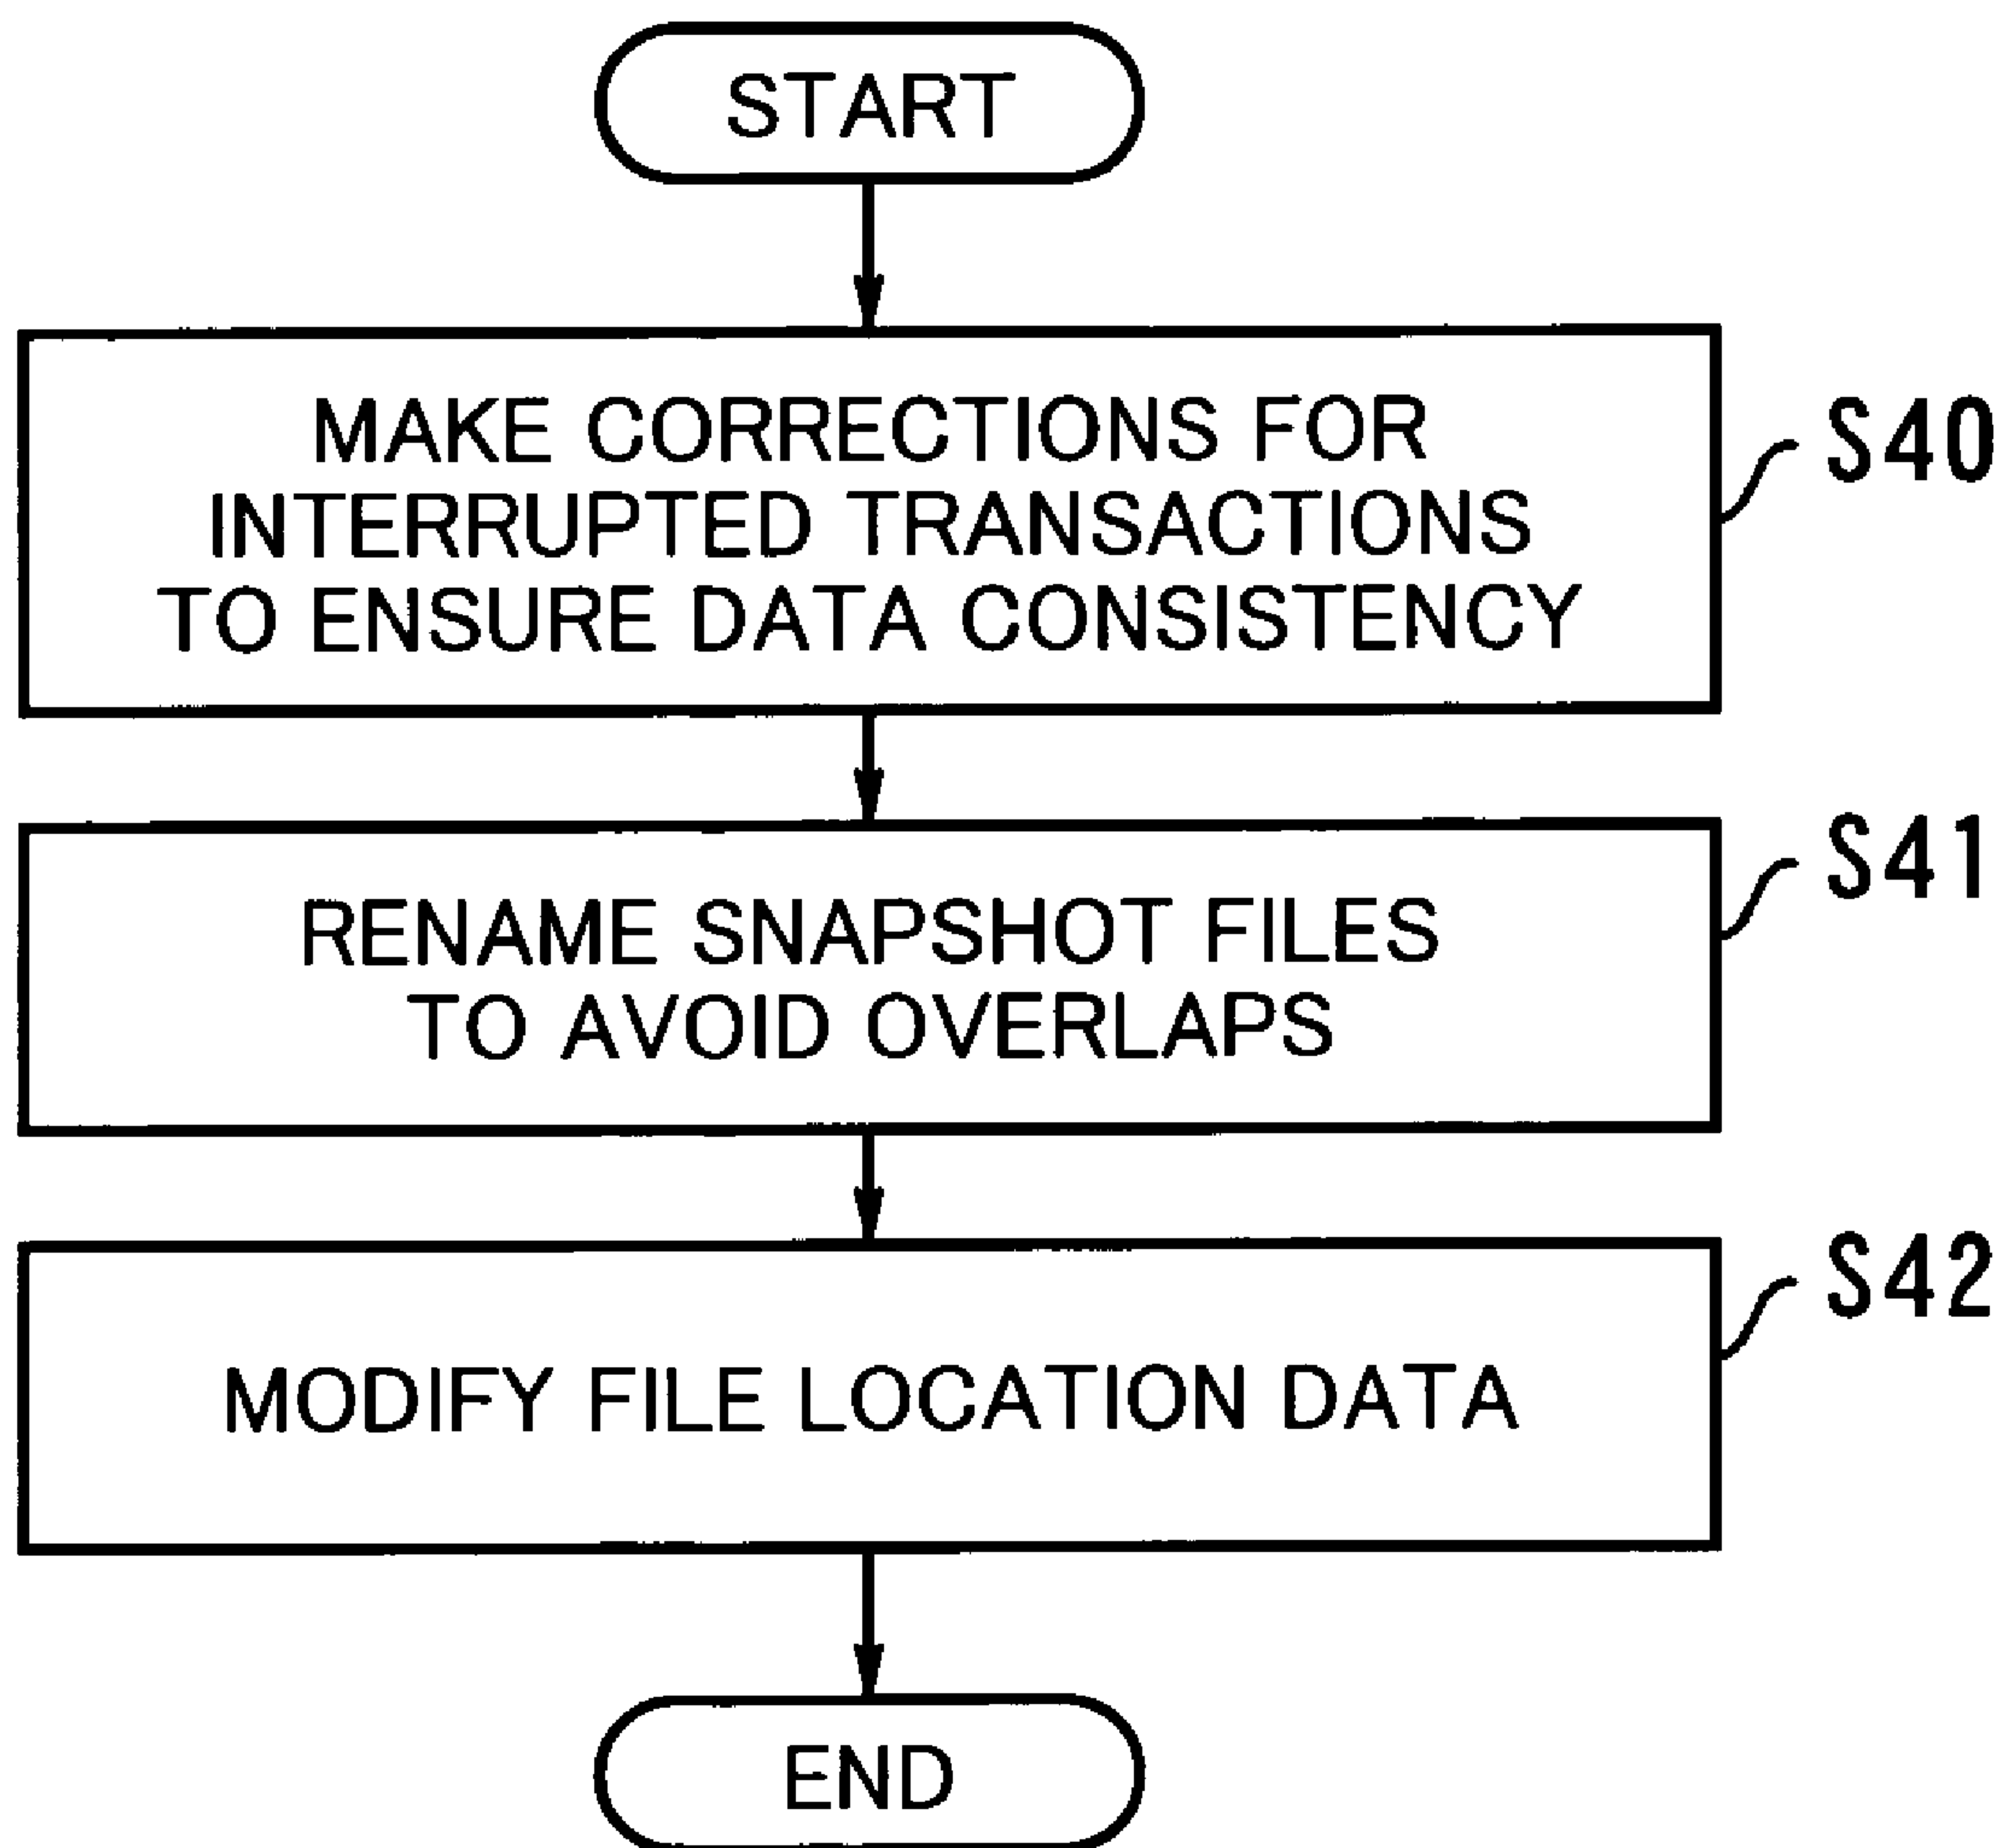 START
MAKE CORRECTIONS FOR
INTERRUPTED TRANSACTIONS
TO ENSURE DATA CONSISTENCY
S40
RENAME SNAPSHOT FILES
TO AVOID OVERLAPS
S41
MODIFY FILE LOCATION DATA
S42
END